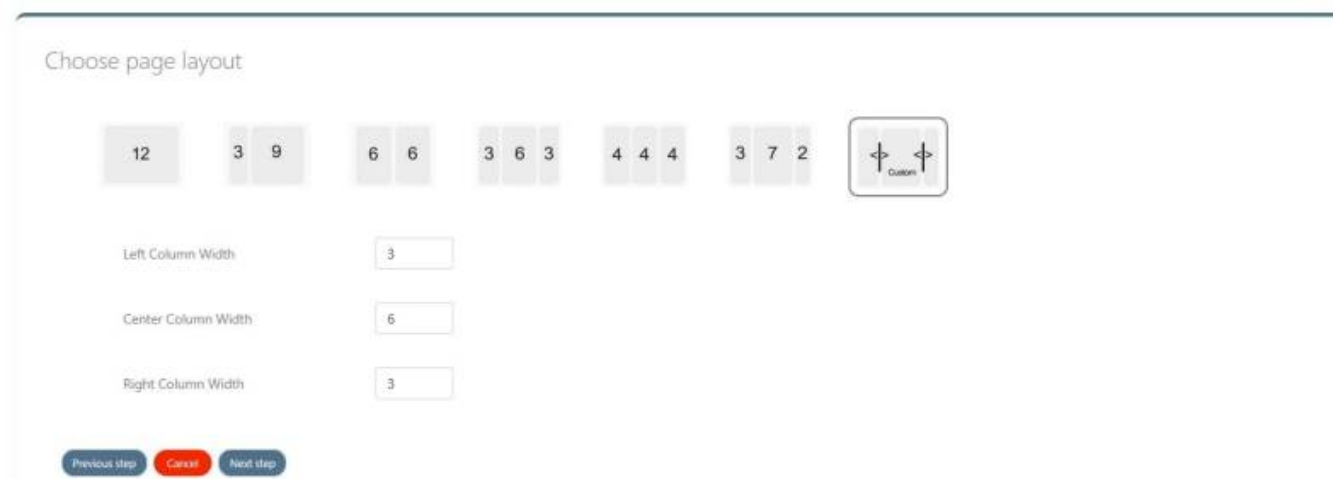 Choose page layout
12 3 9 6 6 3 6 3 4 4 4 3 7 2 <> <>
Custom
Left Column Width 3
Center Column Width 6
Right Column Width 3
Previous step Cancel Next step